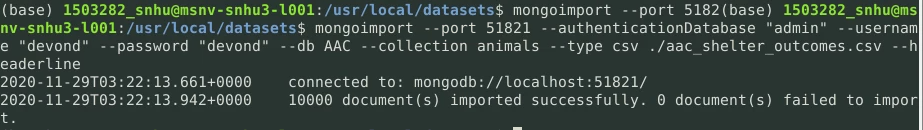 (base) 1503282_snhu@msnv-snhu3-l001:/usr/local/datasets$ mongoimport --port 5182(base) 1503282_snhu@ms
nv-snhu3-l001:/usr/local/datasets$ mongoimport --port 51821 --authenticationDatabase "admin" --usernam
e "devond" --password "devond" --db AAC --collection animals --type csv ./aac_shelter_outcomes.csv --h
eaderline
2020-11-29T03:22:13.661+0000    connected to: mongodb://localhost:51821/
2020-11-29T03:22:13.942+0000    10000 document(s) imported successfully. 0 document(s) failed to impor
t.